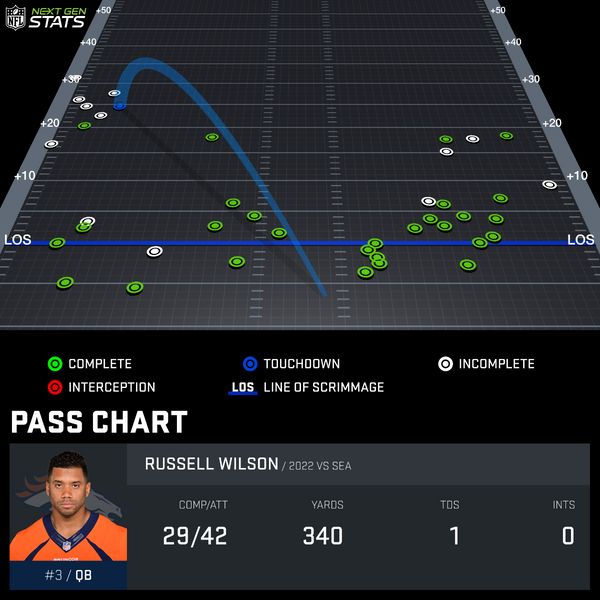 NFL NEXT GEN STATS
+50 +50
+40 +40
+30 +30
+20 +20
+10 +10
LOS LOS
COMPLETE TOUCHDOWN INCOMPLETE
INTERCEPTION LOS LINE OF SCRIMMAGE
PASS CHART
RUSSELL WILSON / 2022 VS SEA
COMP/ATT YARDS TDS INTS
29/42 340 1 0
#3 / QB